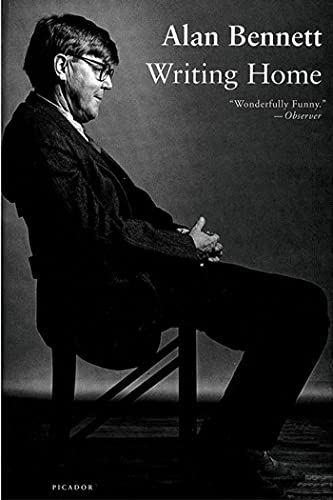 Alan Bennett
Writing Home
“Wonderfully Funny.”
—Observer
PICADOR